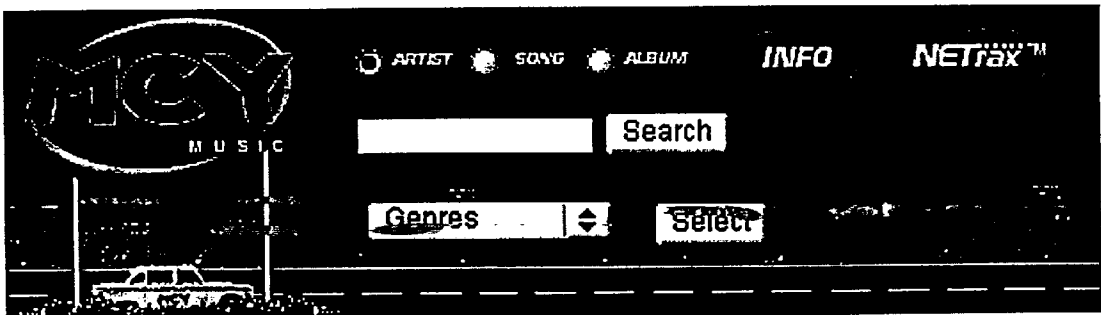 MCY
MUSIC
ARTIST SONG ALBUM INFO NETrax™
Search
Genres Select